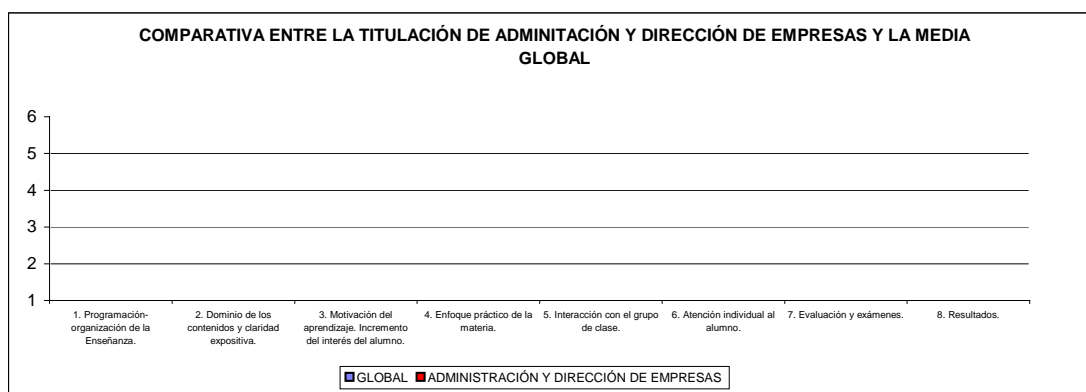 COMPARATIVA ENTRE LA TITULACIÓN DE ADMINITACIÓN Y DIRECCIÓN DE EMPRESAS Y LA MEDIA
GLOBAL
6
5
4
3
2
1
1. Programación-
organización de la
Enseñanza.
2. Dominio de los
contenidos y claridad
expositiva.
3. Motivación del
aprendizaje. Incremento
del interés del alumno.
4. Enfoque práctico de la
materia.
5. Interacción con el grupo
de clase.
6. Atención individual al
alumno.
7. Evaluación y exámenes.
8. Resultados.
GLOBAL
ADMINISTRACIÓN Y DIRECCIÓN DE EMPRESAS